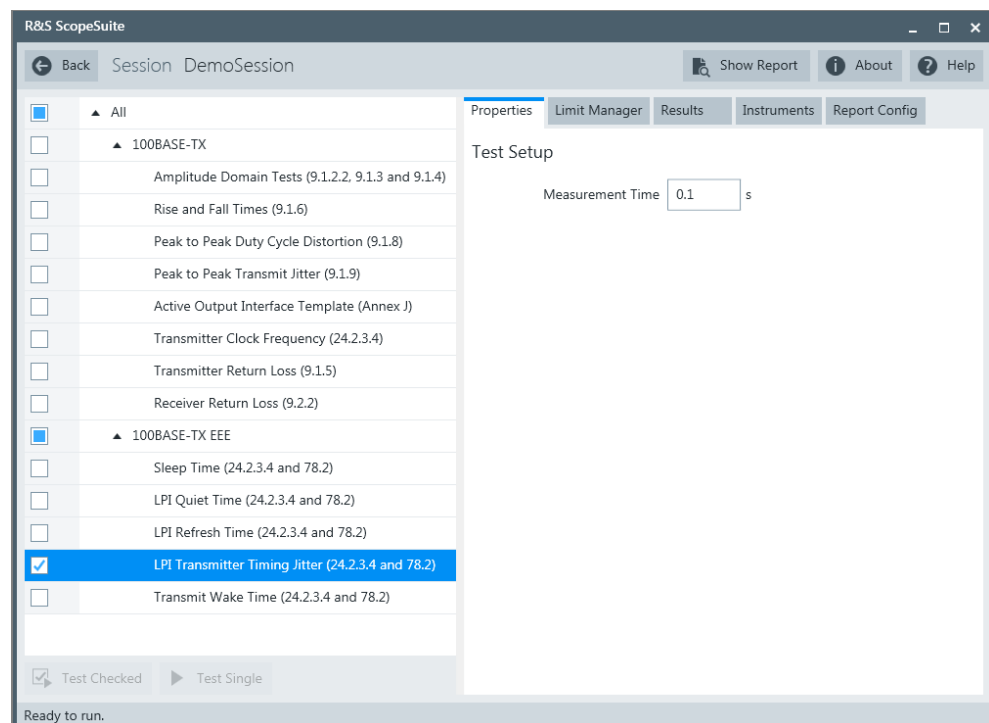 R&S ScopeSuite
Back Session DemoSession Show Report About Help
All
100BASE-TX
Amplitude Domain Tests (9.1.2.2, 9.1.3 and 9.1.4)
Rise and Fall Times (9.1.6)
Peak to Peak Duty Cycle Distortion (9.1.8)
Peak to Peak Transmit Jitter (9.1.9)
Active Output Interface Template (Annex J)
Transmitter Clock Frequency (24.2.3.4)
Transmitter Return Loss (9.1.5)
Receiver Return Loss (9.2.2)
100BASE-TX EEE
Sleep Time (24.2.3.4 and 78.2)
LPI Quiet Time (24.2.3.4 and 78.2)
LPI Refresh Time (24.2.3.4 and 78.2)
LPI Transmitter Timing Jitter (24.2.3.4 and 78.2)
Transmit Wake Time (24.2.3.4 and 78.2)
Test Checked Test Single
Properties Limit Manager Results Instruments Report Config
Test Setup
Measurement Time 0.1 s
Ready to run.